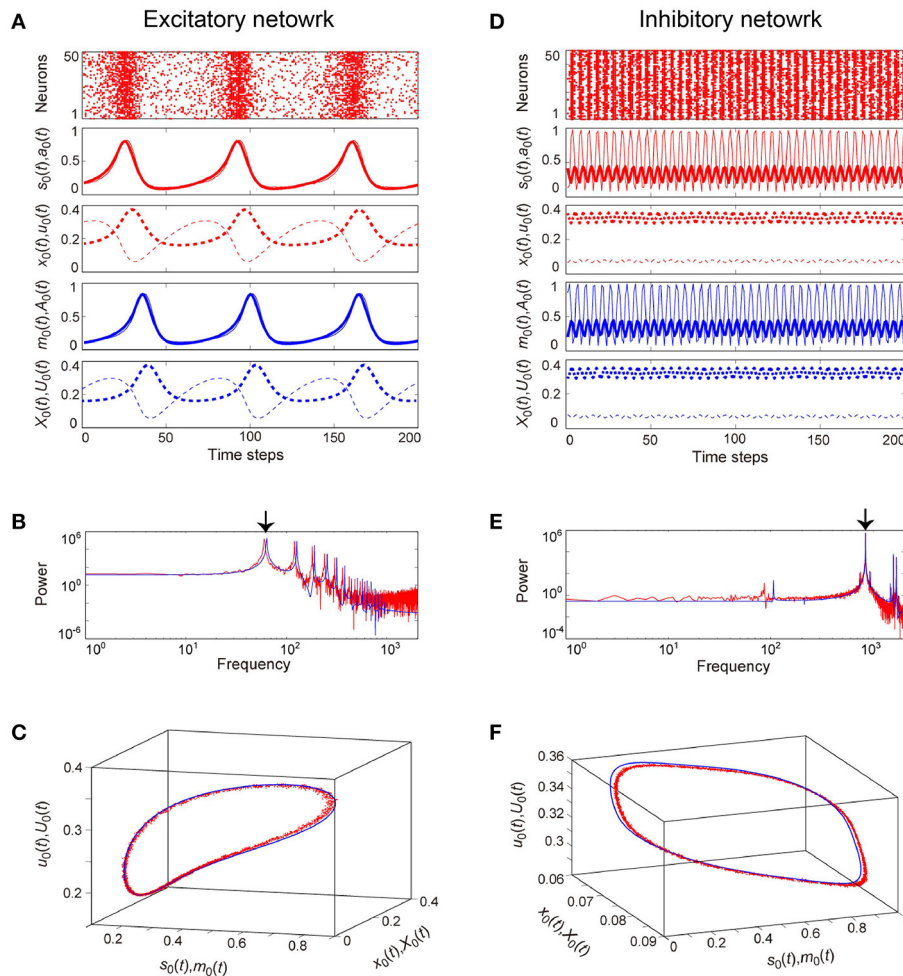 Excitatory netowrk
Inhibitory netowrk
A
Neurons
50
1
s0(t),a0(t)
1
0.5
0
x0(t),u0(t)
0.4
0.2
0
m0(t),A0(t)
1
0.5
0
X0(t),U0(t)
0.4
0.2
0
0 50 100 150 200
Time steps
D
Neurons
50
1
s0(t),a0(t)
1
0.5
0
x0(t),u0(t)
0.4
0.2
0
m0(t),A0(t)
1
0.5
0
X0(t),U0(t)
0.4
0.2
0
0 50 100 150 200
Time steps
B
Power
10^6
10^0
10^-6
10^0 10^1 10^2 10^3
Frequency
E
Power
10^6
10^0
10^-4
10^0 10^1 10^2 10^3
Frequency
C
u0(t),U0(t)
0.4
0.3
0.2
0.2 0.4 0.6 0.8
s0(t),m0(t)
0 0.2 0.4
x0(t),X0(t)
F
u0(t),U0(t)
0.36
0.35
0.34
0.33
0.32
0.31
0.3
0.06
0.07
0.08
0.09
x0(t),X0(t)
0 0.2 0.4 0.6 0.8
s0(t),m0(t)